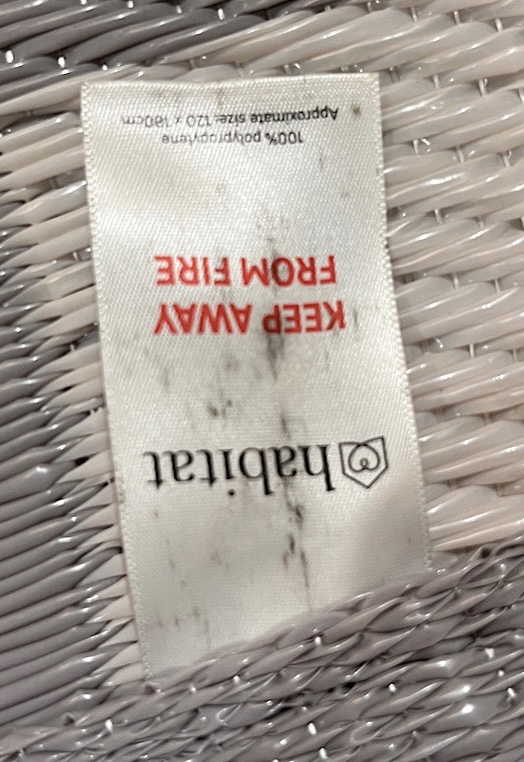 habitat
KEEP AWAY
FROM FIRE
100% polypropylene
Approximate size: 120 x 180cm